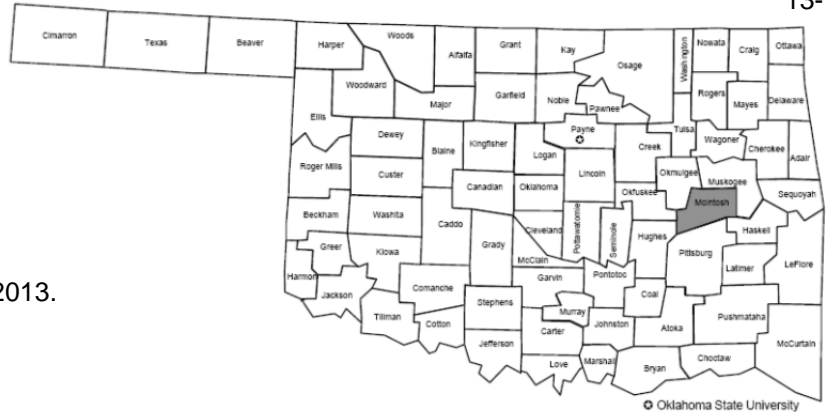 13-
Cimarron
Texas
Beaver
Harper
Woods
Alfalfa
Grant
Kay
Osage
Washington
Nowata
Craig
Ottawa
Woodward
Major
Garfield
Noble
Pawnee
Rogers
Mayes
Delaware
Ellis
Dewey
Blaine
Kingfisher
Logan
Payne
Creek
Tulsa
Wagoner
Cherokee
Adair
Roger Mills
Custer
Canadian
Oklahoma
Lincoln
Okfuskee
Okmulgee
Muskogee
McIntosh
Sequoyah
Beckham
Washita
Caddo
Grady
Cleveland
Pottawatomie
Seminole
Hughes
Pittsburg
Haskell
Greer
Kiowa
McClain
Latimer
LeFlore
Harmon
Jackson
Comanche
Garvin
Pontotoc
Coal
2013.
Tillman
Cotton
Stephens
Murray
Carter
Johnston
Atoka
Pushmataha
McCurtain
Jefferson
Love
Marshall
Bryan
Choctaw
Oklahoma State University